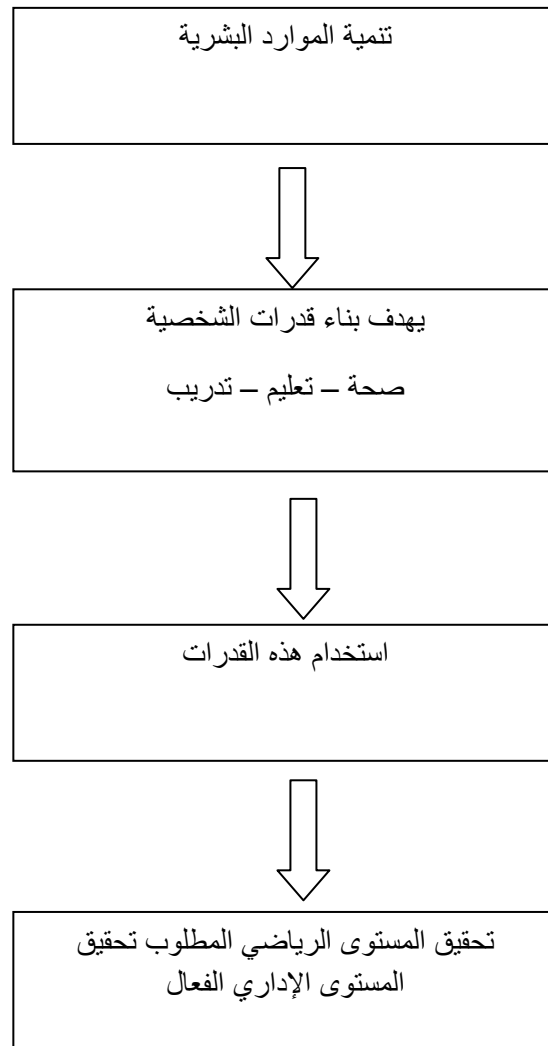 تنمية الموارد البشرية
يهدف بناء قدرات الشخصية
صحة – تعليم – تدريب
استخدام هذه القدرات
تحقيق المستوى الرياضي المطلوب تحقيق
المستوى الإداري الفعال